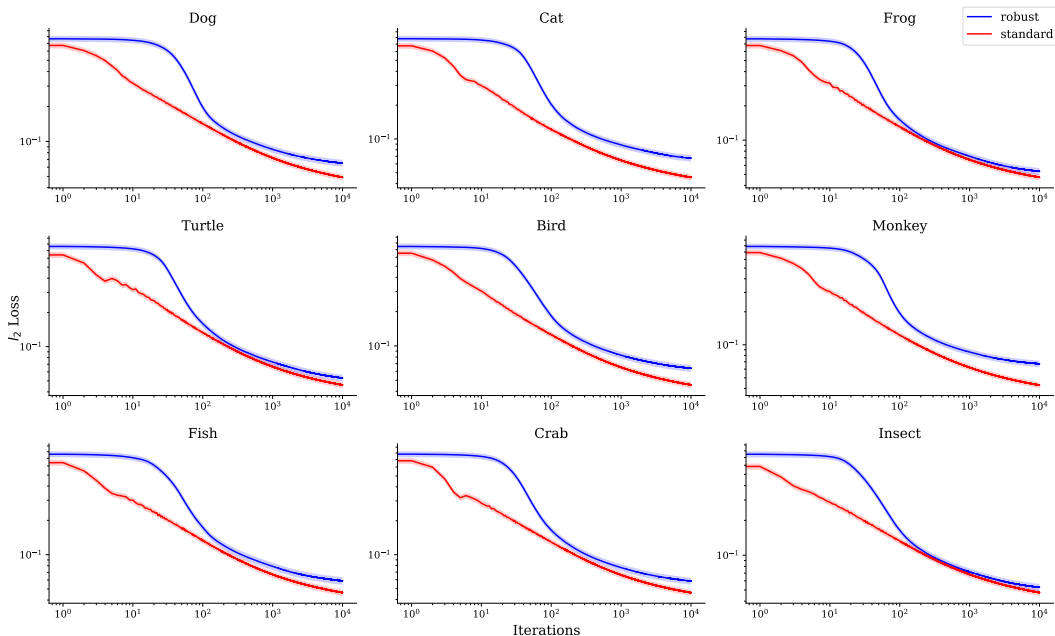 Dog
Cat
Frog
robust
standard
10⁻¹
10⁻¹
10⁻¹
10⁰ 10¹ 10² 10³ 10⁴
10⁰ 10¹ 10² 10³ 10⁴
10⁰ 10¹ 10² 10³ 10⁴
Turtle
Bird
Monkey
l₂ Loss
10⁻¹
10⁻¹
10⁻¹
10⁰ 10¹ 10² 10³ 10⁴
10⁰ 10¹ 10² 10³ 10⁴
10⁰ 10¹ 10² 10³ 10⁴
Fish
Crab
Insect
10⁻¹
10⁻¹
10⁻¹
10⁰ 10¹ 10² 10³ 10⁴
10⁰ 10¹ 10² 10³ 10⁴
10⁰ 10¹ 10² 10³ 10⁴
Iterations